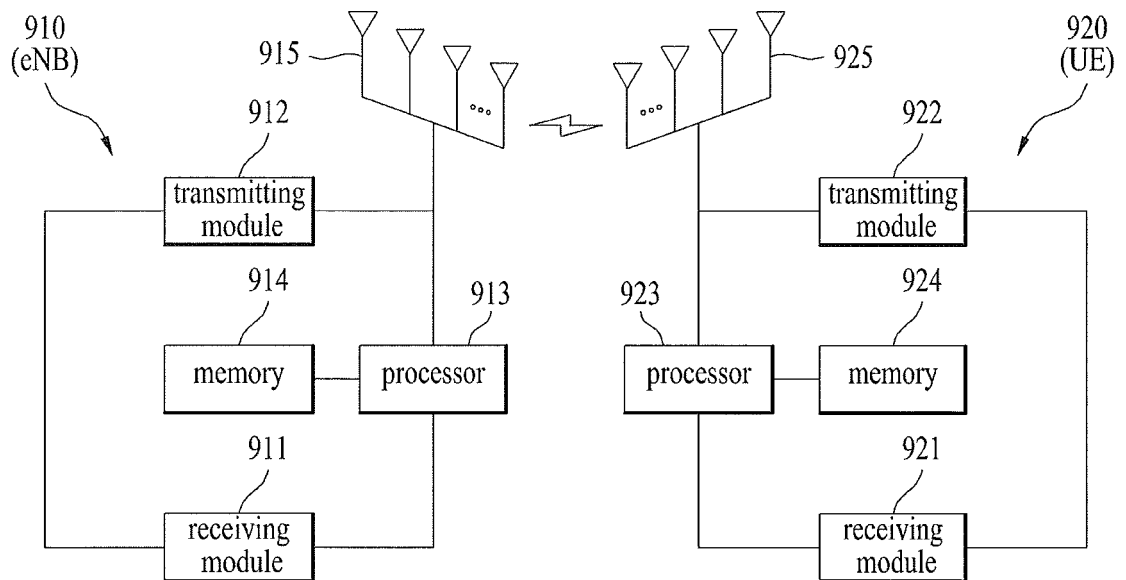 910
(eNB)
915
925
920
(UE)
912
922
transmitting
module
transmitting
module
914
913
923
924
memory
processor
processor
memory
911
921
receiving
module
receiving
module